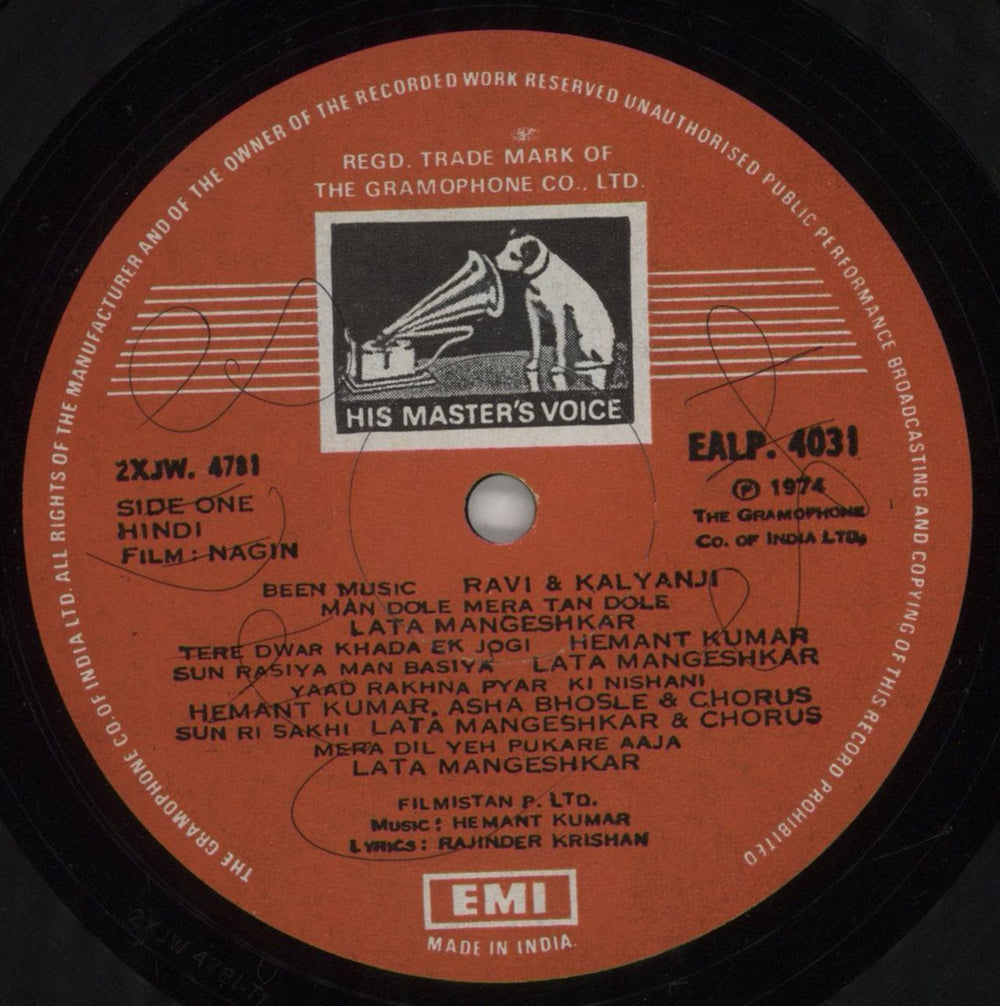 THE GRAMOPHONE CO. OF INDIA LTD. ALL RIGHTS OF THE MANUFACTURER AND OF THE OWNER OF THE RECORDED WORK RESERVED UNAUTHORISED PUBLIC PERFORMANCE BROADCASTING AND COPYING OF THIS RECORD PROHIBITED
REGD. TRADE MARK OF
THE GRAMOPHONE CO., LTD.
HIS MASTER'S VOICE
2XJW. 4781
SIDE ONE
HINDI
FILM: NAGIN
EALP. 4031
Ⓟ 1974
THE GRAMOPHONE
CO. OF INDIA LTD.
BEEN MUSIC RAVI & KALYANJI
MAN DOLE MERA TAN DOLE
LATA MANGESHKAR
TERE DWAR KHADA EK JOGI HEMANT KUMAR
SUN RASIYA MAN BASIYA LATA MANGESHKAR
YAAD RAKHNA PYAR KI NISHANI
HEMANT KUMAR, ASHA BHOSLE & CHORUS
SUN RI SAKHI LATA MANGESHKAR & CHORUS
MERA DIL YEH PUKARE AAJA
LATA MANGESHKAR
FILMISTAN P. LTD.
MUSIC: HEMANT KUMAR
LYRICS: RAJINDER KRISHAN
EMI
MADE IN INDIA.